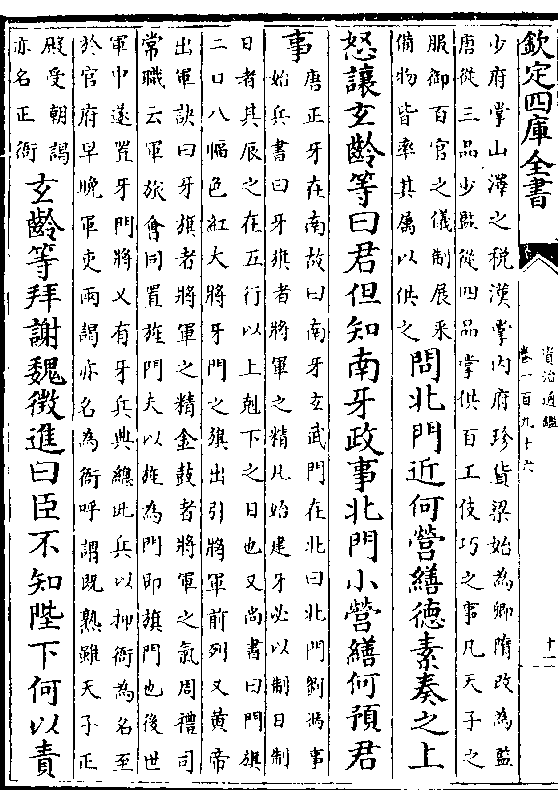 欽定四庫全書
資治通鑑
卷一百九十六
十二
少府掌山澤之稅漢掌内府珍貨梁始為卿隋改為監
唐從三品少監從四品掌供百工伎巧之事凡天子之
服御百官之儀制展采
備物皆率其属以供之
問北門近何營繕德素奏之上
怒讓玄齡等曰君但知南牙政事北門小營繕何預君
事
唐正牙在南故曰南牙玄武門在北曰北門劉馮事
始兵書曰牙旗者將軍之精凡始建牙必以制日制
日者其辰之在五行以上剋下之日也又尚書曰門旗
二口八幅色紅大將牙門之旗出引將軍前列又黄帝
出軍訣曰牙旗者將軍之精金鼓者將軍之氣周禮司
常職云軍旅會同置旌門夫以旌為門即旗門也後世
軍中遂置牙門將又有牙兵典總此兵以押衙為名至
於官府早晚軍吏兩謁亦名為衙呼謂既熟雖天子正
殿受朝謁
亦名正衙
玄齡等拜謝魏徴進曰臣不知陛下何以責